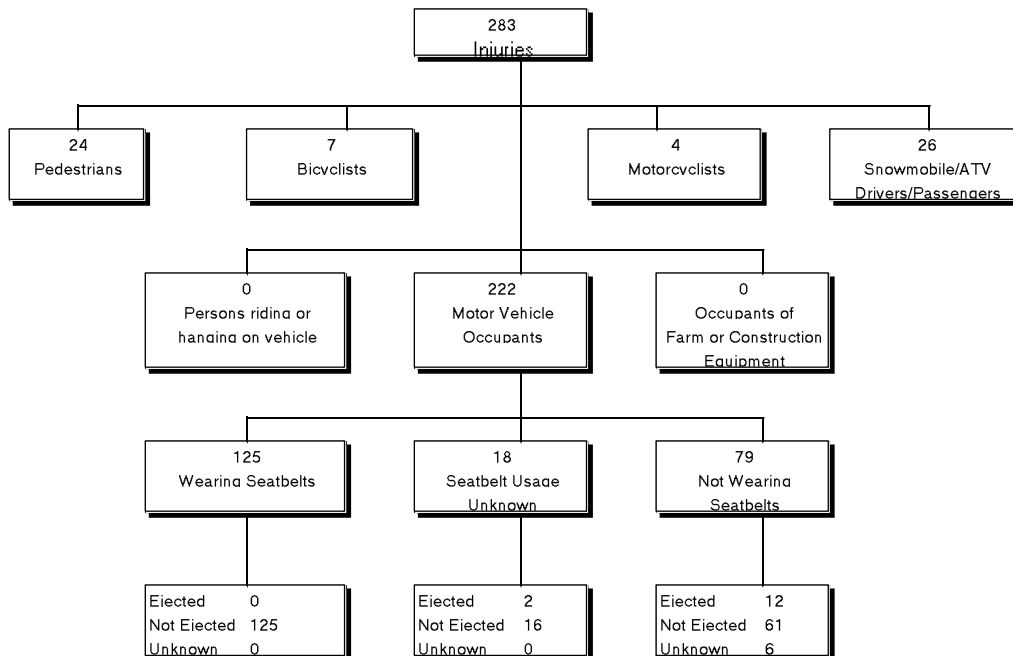 283
Injuries
24
Pedestrians
7
Bicyclists
4
Motorcyclists
26
Snowmobile/ATV
Drivers/Passengers
0
Persons riding or
hanging on vehicle
222
Motor Vehicle
Occupants
0
Occupants of
Farm or Construction
Equipment
125
Wearing Seatbelts
18
Seatbelt Usage
Unknown
79
Not Wearing
Seatbelts
Ejected 0
Not Ejected 125
Unknown 0
Ejected 2
Not Ejected 16
Unknown 0
Ejected 12
Not Ejected 61
Unknown 6